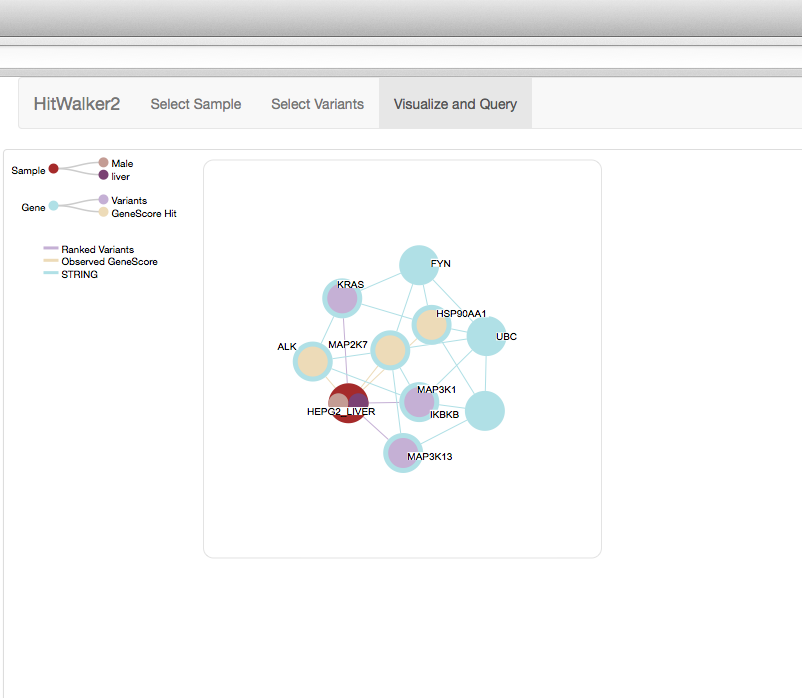 HitWalker2 Select Sample Select Variants Visualize and Query
Sample Male
liver
Gene Variants
GeneScore Hit
Ranked Variants
Observed GeneScore
STRING
FYN
KRAS
HSP90AA1
UBC
ALK
MAP2K7
MAP3K1
HEPG2_LIVER
IKBKB
MAP3K13